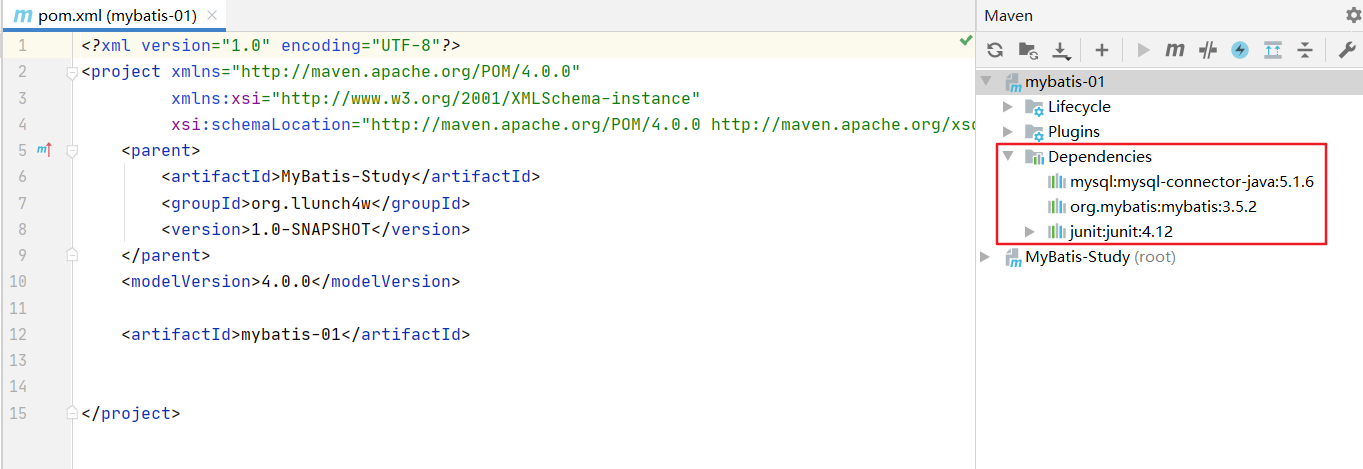 pom.xml (mybatis-01)
1 <?xml version="1.0" encoding="UTF-8"?>
2 <project xmlns="http://maven.apache.org/POM/4.0.0"
3 xmlns:xsi="http://www.w3.org/2001/XMLSchema-instance"
4 xsi:schemaLocation="http://maven.apache.org/POM/4.0.0 http://maven.apache.org/xsd
5 <parent>
6 <artifactId>MyBatis-Study</artifactId>
7 <groupId>org.llunch4w</groupId>
8 <version>1.0-SNAPSHOT</version>
9 </parent>
10 <modelVersion>4.0.0</modelVersion>
11
12 <artifactId>mybatis-01</artifactId>
13
14
15 </project>
Maven
mybatis-01
Lifecycle
Plugins
Dependencies
mysql:mysql-connector-java:5.1.6
org.mybatis:mybatis:3.5.2
junit:junit:4.12
MyBatis-Study (root)